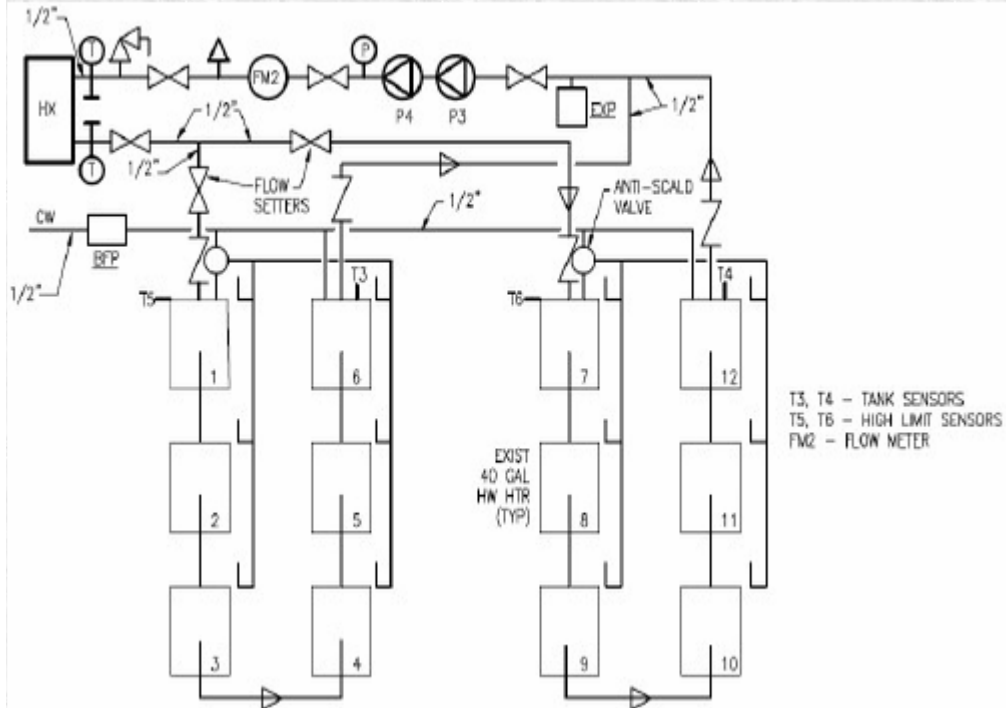 1/2"
T
P
HX
FM2
P4
P3
EXP
1/2"
1/2"
1/2"
T
FLOW
SETTERS
ANTI-SCALD
VALVE
CW
1/2"
BFP
1/2"
T5
T3
T6
T4
1
6
7
12
T3, T4 - TANK SENSORS
T5, T6 - HIGH LIMIT SENSORS
FM2 - FLOW METER
EXIST
40 GAL
HW HTR
(TYP)
2
5
8
11
3
4
9
10